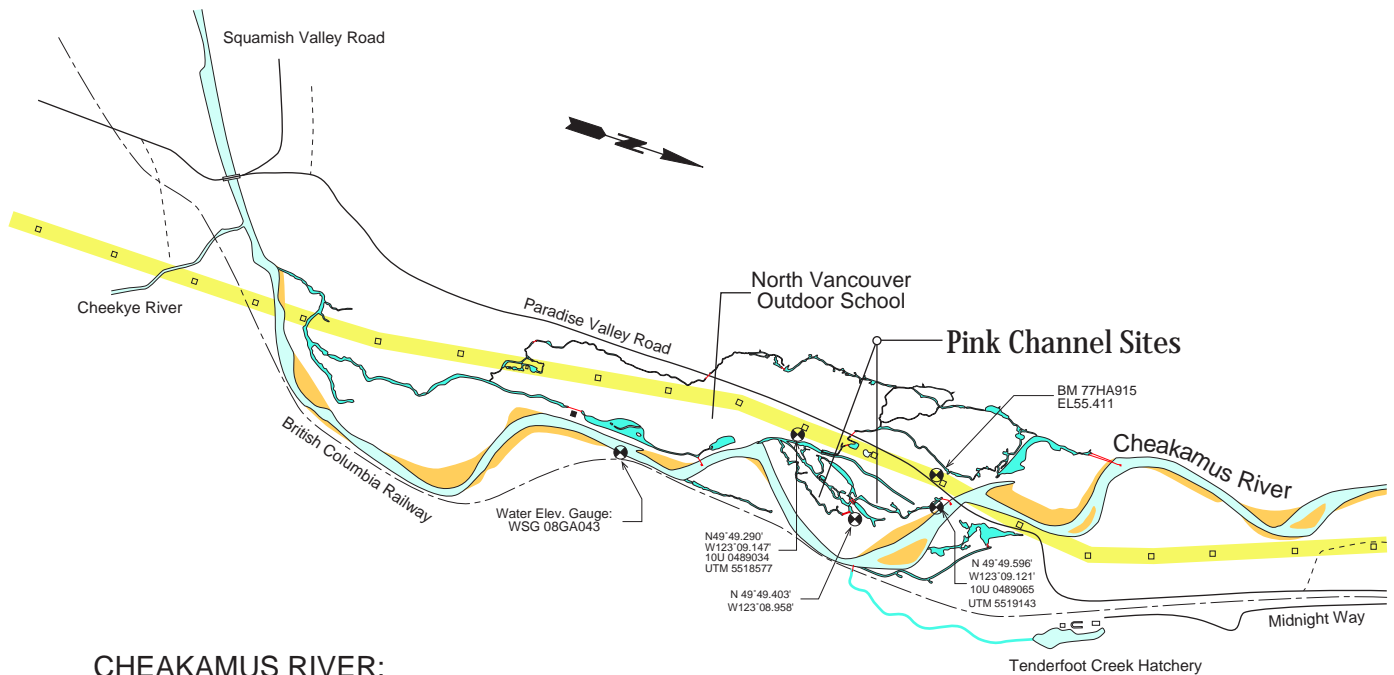 Squamish Valley Road
N
Cheekye River
North Vancouver
Outdoor School
Paradise Valley Road
Pink Channel Sites
BM 77HA915
EL55.411
Cheakamus River
British Columbia Railway
Water Elev. Gauge:
WSG 08GA043
N49°49.290'
W123°09.147'
10U 0489034
UTM 5518577
N 49°49.403'
W123°08.958'
N 49°49.596'
W123°09.121'
10U 0489065
UTM 5519143
Midnight Way
Tenderfoot Creek Hatchery
CHEAKAMUS RIVER: